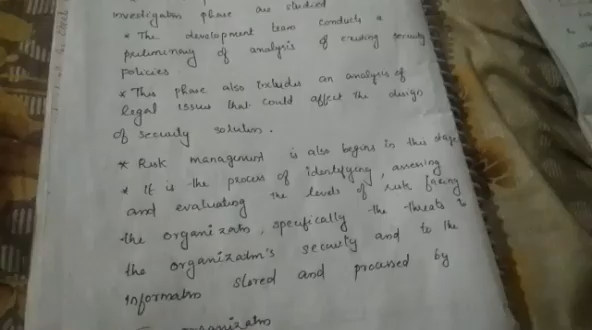 investigation phase are studied
* The development team conducts a
preliminary of analysis of existing security
policies
* This phase also includes an analysis of
legal issues that could affect the design
of security solution.
* Risk management is also begins in this stage
* It is the process of identifying, assessing
and evaluating the levels of risk facing
the organization, specifically the threats to
the organization's security and to the
information stored and processed by
organization